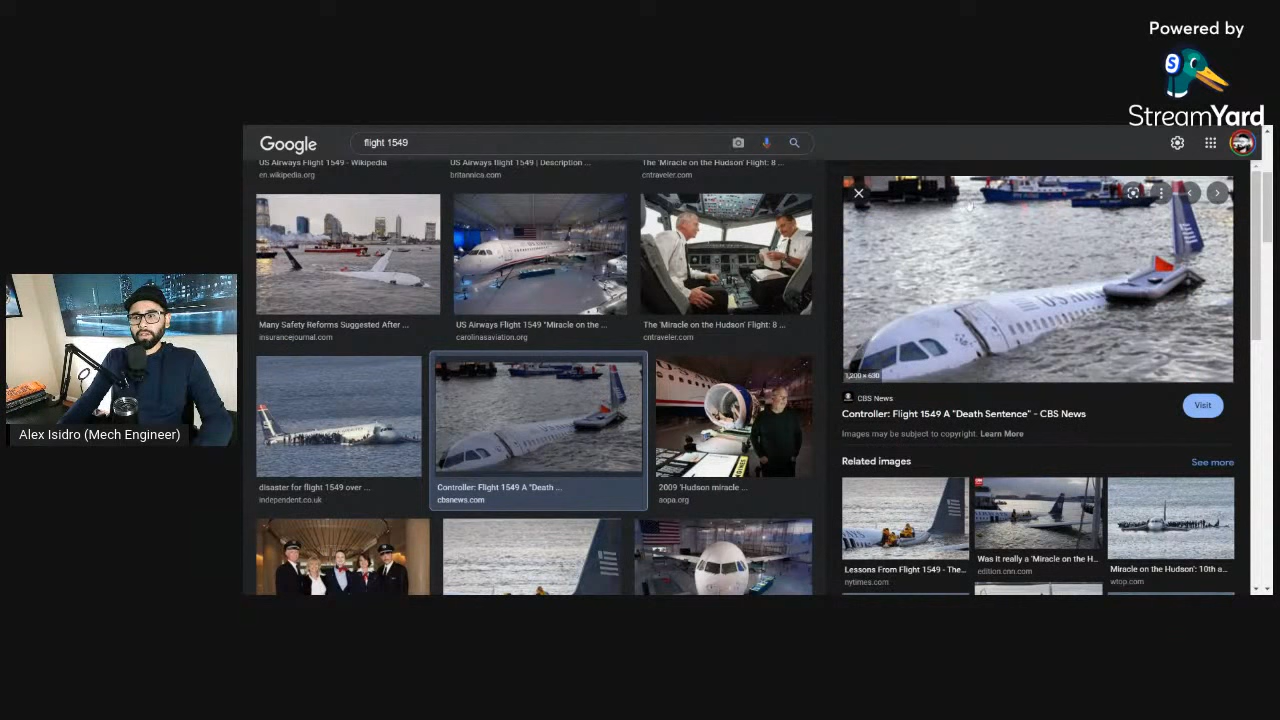 Powered by
StreamYard
Google
flight 1549
US Airways Flight 1549 - Wikipedia
en.wikipedia.org
US Airways flight 1549 | Description ...
britannica.com
The 'Miracle on the Hudson' Flight: 8 ...
cntraveler.com
Many Safety Reforms Suggested After ...
insurancejournal.com
US Airways Flight 1549 "Miracle on the ...
carolinasaviation.org
The 'Miracle on the Hudson' Flight: 8 ...
cntraveler.com
disaster for flight 1549 over ...
independent.co.uk
Controller: Flight 1549 A "Death ...
cbsnews.com
2009 'Hudson miracle ...
aopa.org
US AIRWAYS
1,200 × 630
CBS News
Controller: Flight 1549 A "Death Sentence" - CBS News
Visit
Images may be subject to copyright. Learn More
Related images
See more
Lessons From Flight 1549 - The...
nytimes.com
Was it really a 'Miracle on the H...
edition.cnn.com
Miracle on the Hudson': 10th a...
wtop.com
Alex Isidro (Mech Engineer)